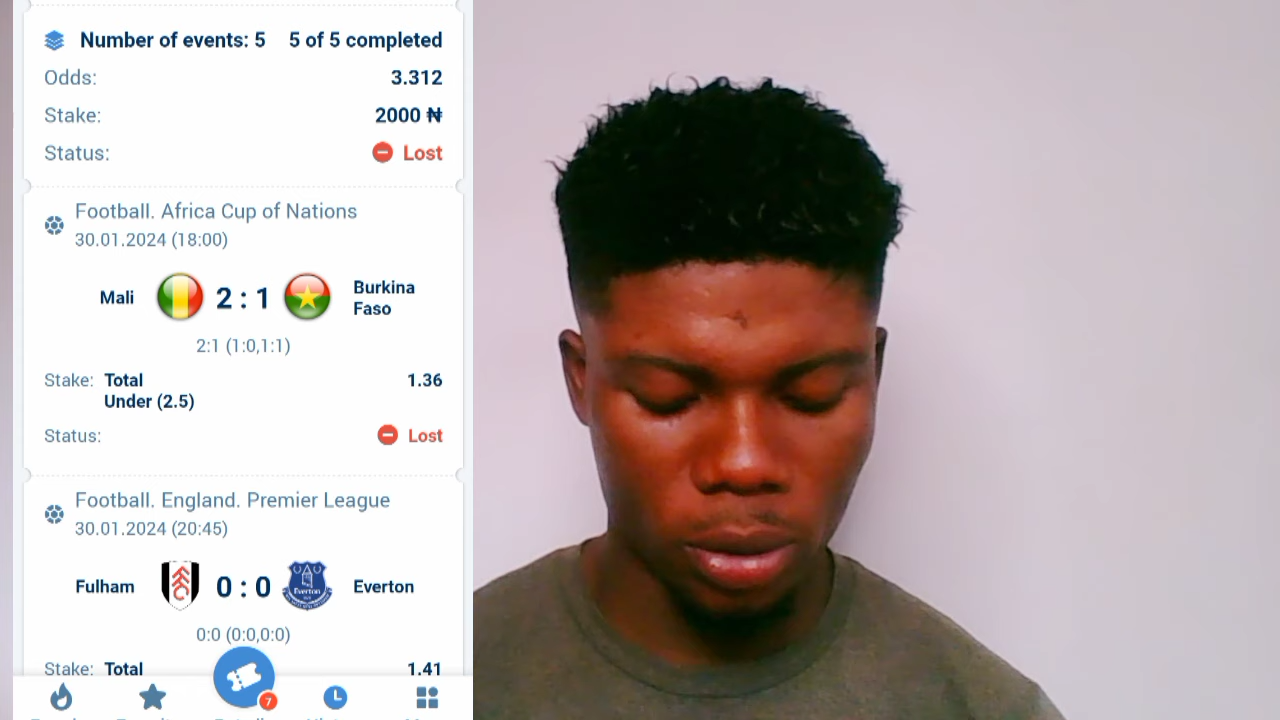 Number of events: 5 5 of 5 completed
Odds: 3.312
Stake: 2000 ₦
Status: Lost
Football. Africa Cup of Nations
30.01.2024 (18:00)
Mali 2 : 1 Burkina Faso
2:1 (1:0,1:1)
Stake: Total 1.36
Under (2.5)
Status: Lost
Football. England. Premier League
30.01.2024 (20:45)
Fulham 0 : 0 Everton
Everton
0:0 (0:0,0:0)
Stake: Total 1.41
7